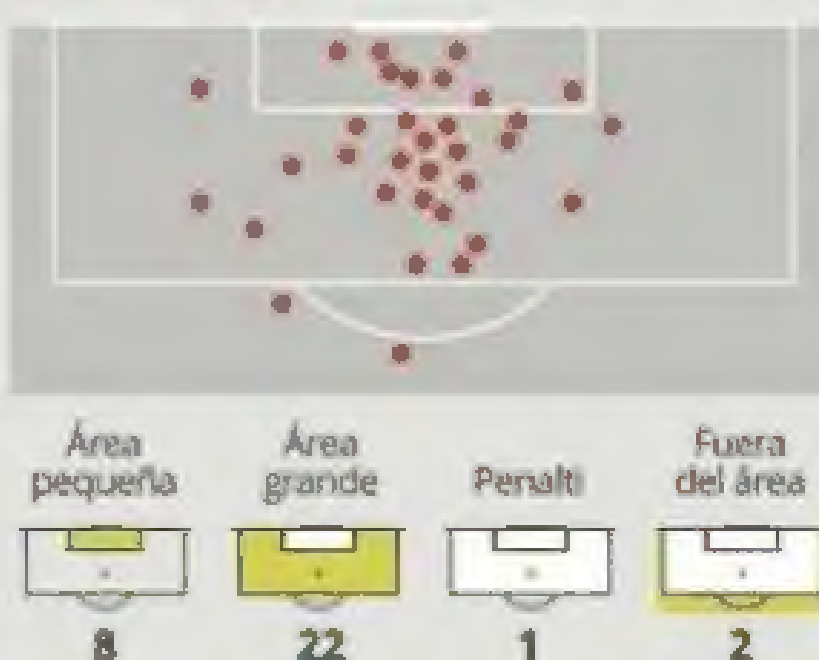 Área
pequeña
Área
grande
Penalti
Fuera
del área
8
22
1
2